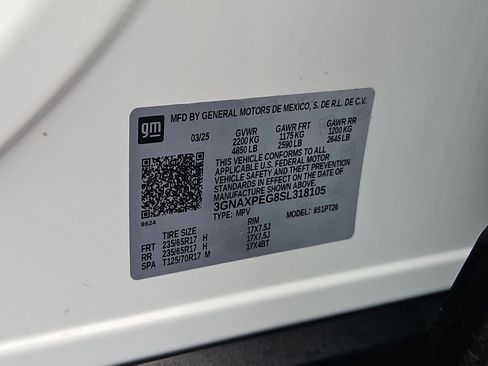 gm
MFD BY GENERAL MOTORS DE MEXICO, S. DE R.L. DE C.V.
03/25 GVWR GAWR FRT GAWR RR
2200 KG 1175 KG 1200 KG
4850 LB 2590 LB 2645 LB
THIS VEHICLE CONFORMS TO ALL
APPLICABLE U.S. FEDERAL MOTOR
VEHICLE SAFETY AND THEFT PREVENTION
STANDARDS IN EFFECT ON THE DATE OF
MANUFACTURE SHOWN ABOVE.
3GNAXPEG8SL318105
TYPE: MPV MODEL: 851PT26
B624
TIRE SIZE RIM
FRT 235/65R17 H 17X7.5J
RR 235/65R17 H 17X7.5J
SPA T125/70R17 M 17X4BT